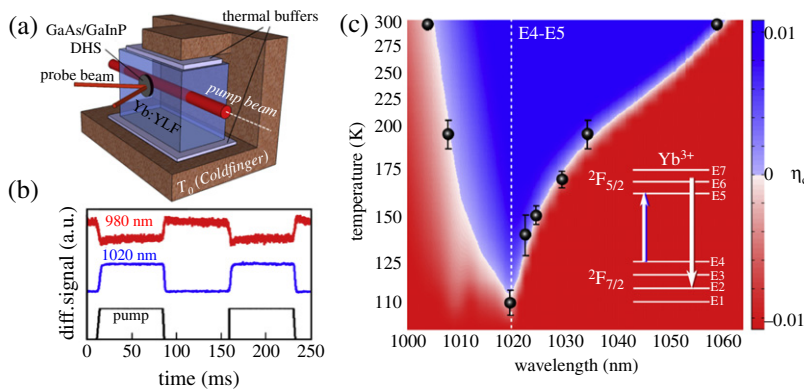 (a)
thermal buffers
GaAs/GaInP
DHS
probe beam
pump beam
Yb:YLF
T₀ (Coldfinger)
(b)
980 nm
1020 nm
pump
diff.signal (a.u.)
0 50 100 150 200 250
time (ms)
(c)
E4-E5
300
275
250
225
200
175
150
125
110
temperature (K)
1000 1010 1020 1030 1040 1050 1060
wavelength (nm)
Yb³⁺
²F₅/₂
E7
E6
E5
²F₇/₂
E4
E3
E2
E1
0.01
0
-0.01